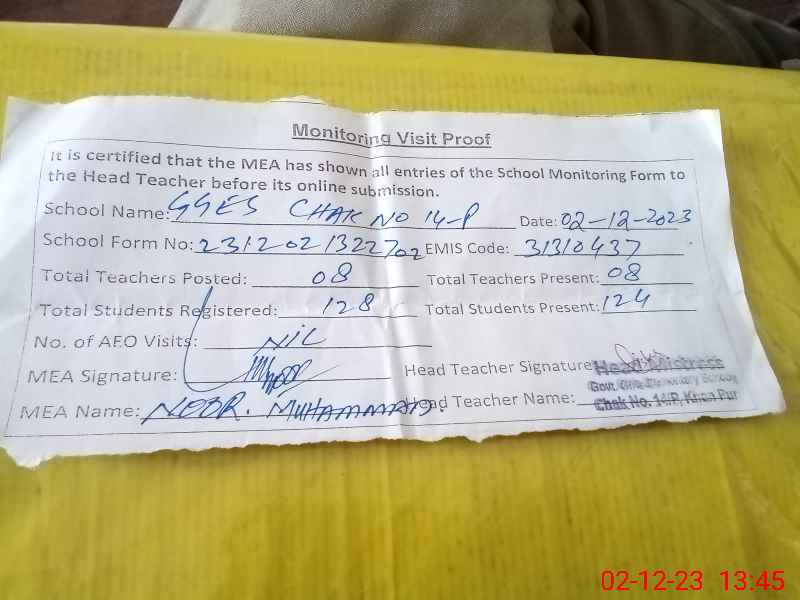 Monitoring Visit Proof
It is certified that the MEA has shown all entries of the School Monitoring Form to
the Head Teacher before its online submission.
School Name: GGES CHAK NO 14-P Date: 02-12-2023
School Form No: 2312021322702 EMIS Code: 31310437
Total Teachers Posted: 08 Total Teachers Present: 08
Total Students Registered: 128 Total Students Present: 124
No. of AEO Visits: NIL
MEA Signature: Head Teacher Signature
Head Mistress
Govt. Girls Elementary School
MEA Name: NOOR. MUHAMMAD. Head Teacher Name:
Chak No. 14/P, Khan Pur
02-12-23 13:45